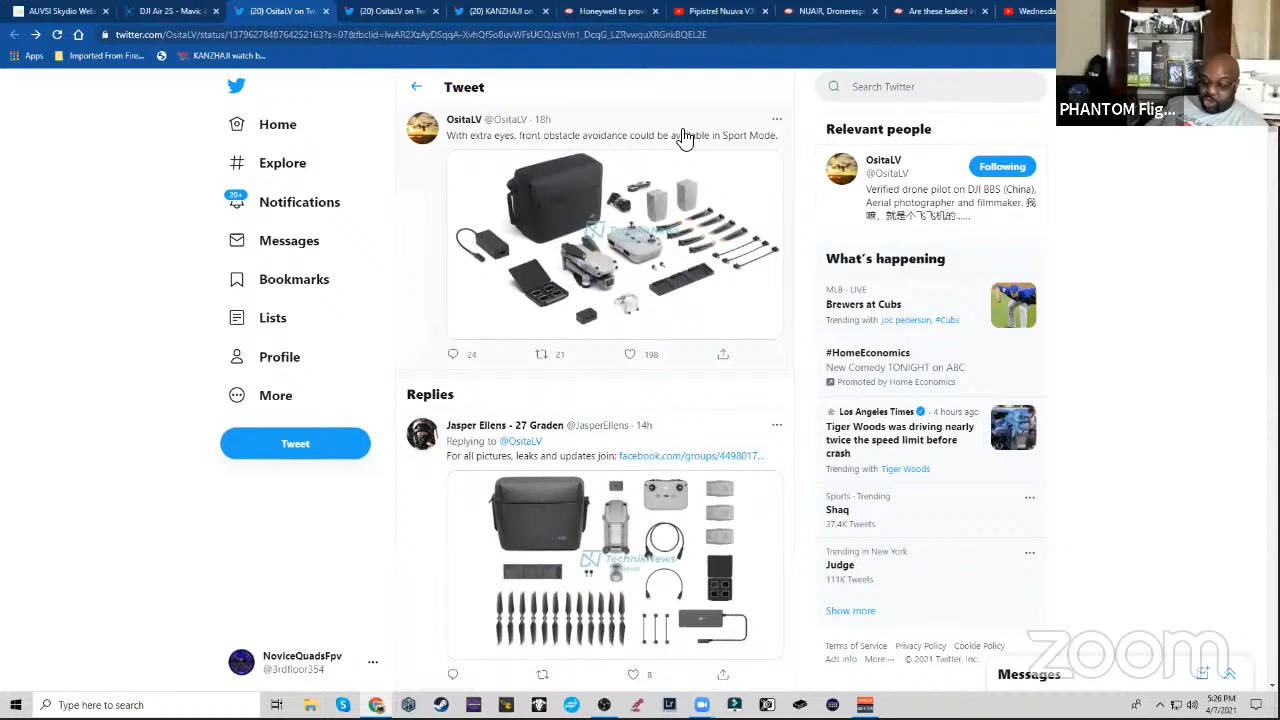 (20) AUVSI Skydio Web
DJI Air 2S - Mavic A
(20) OsitaLV on Tw
(20) OsitaLV on Tw
(20) KANZHAJI on
Honeywell to prov
Pipistrel Nuuva V2
NUAIR, Droneresp
Are these leaked in
Wednesda
twitter.com/OsitaLV/status/1379627848764252163?s=07&fbclid=
Apps
Imported From Fire...
KANZHAJI watch b...
Home
Explore
20+
Notifications
Messages
Bookmarks
Lists
Profile
More
Tweet
NoviceQuadsFpv
@3rdfloor354
Tweet
OsitaLV @OsitaLV · 18h
With extra eyes, front obstacle avoidance could be available in Sport Mode.
TechnikNews
24
21
198
Replies
Jasper Ellens - 27 Graden @JasperEllens · 14h
Replying to @OsitaLV
For all pictures, leaks and updates join: facebook.com/groups/4498017...
TechnikNews
8
Search Twitter
Relevant people
OsitaLV
@OsitaLV
Following
Verified drone pilot on DJI BBS (China),
Aerial photographer and filmmaker. 我
嘛，就是个飞飞机的......
What's happening
MLB · LIVE
Brewers at Cubs
Trending with joc pederson, #Cubs
#HomeEconomics
New Comedy TONIGHT on ABC
Promoted by Home Economics
Los Angeles Times · 4 hours ago
Tiger Woods was driving nearly
twice the speed limit before
crash
Trending with Tiger Woods
Sports · Trending
Shaq
37.4K Tweets
Trending in New York
Judge
111K Tweets
Show more
Terms of Service Privacy Policy Cookie Policy
Ads info More ··· © 2021 Twitter, Inc.
Messages
PHANTOM Flig...
zoom
Type here to search
5:26 PM
4/7/2021